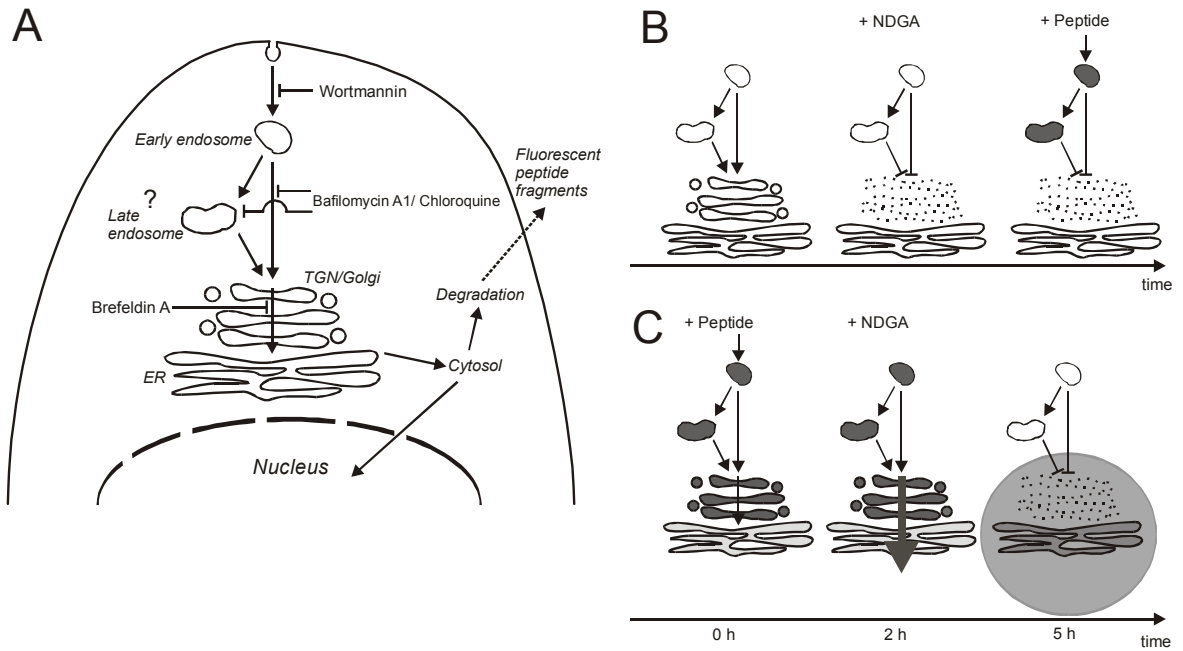 A
Wortmannin
Early endosome
Fluorescent
peptide
fragments
?
Bafilomycin A1/ Chloroquine
Late
endosome
TGN/Golgi
Degradation
Brefeldin A
Cytosol
ER
Nucleus
B
+ NDGA
+ Peptide
time
C
+ Peptide
+ NDGA
0 h
2 h
5 h
time